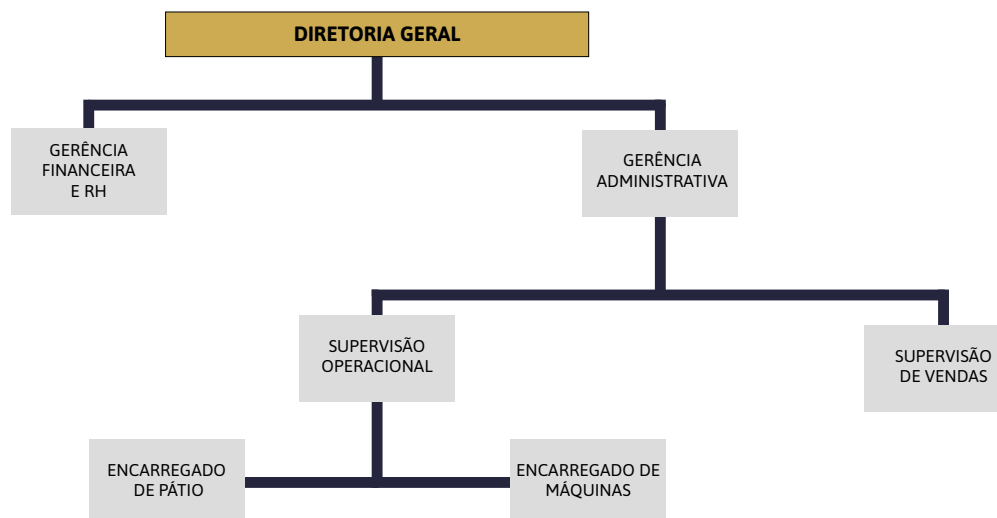 DIRETORIA GERAL
GERÊNCIA
FINANCEIRA
E RH
GERÊNCIA
ADMINISTRATIVA
SUPERVISÃO
OPERACIONAL
SUPERVISÃO
DE VENDAS
ENCARREGADO
DE PÁTIO
ENCARREGADO DE
MÁQUINAS